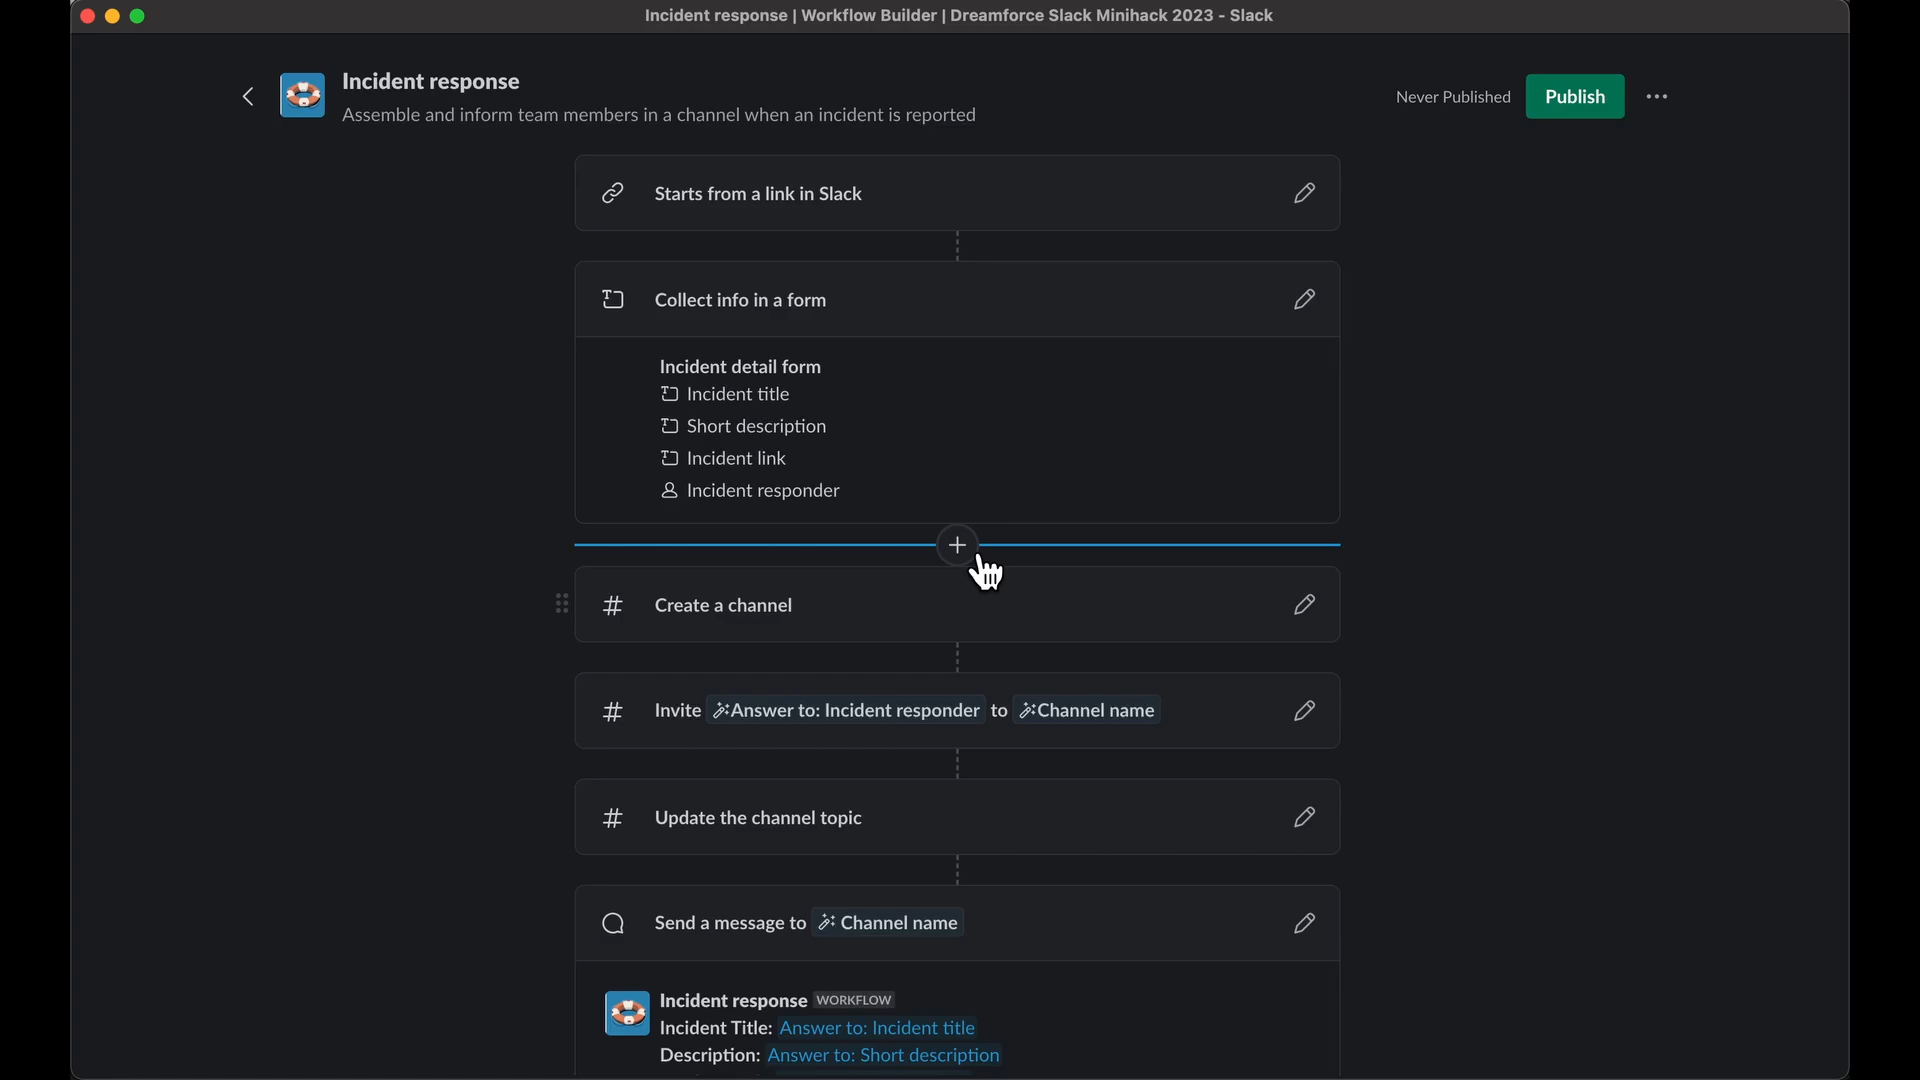 Incident response | Workflow Builder | Dreamforce Slack Minihack 2023 - Slack
Incident response
Assemble and inform team members in a channel when an incident is reported
Never Published
Publish
Starts from a link in Slack
Collect info in a form
Incident detail form
Incident title
Short description
Incident link
Incident responder
Create a channel
Invite Answer to: Incident responder to Channel name
Update the channel topic
Send a message to Channel name
Incident response WORKFLOW
Incident Title: Answer to: Incident title
Description: Answer to: Short description